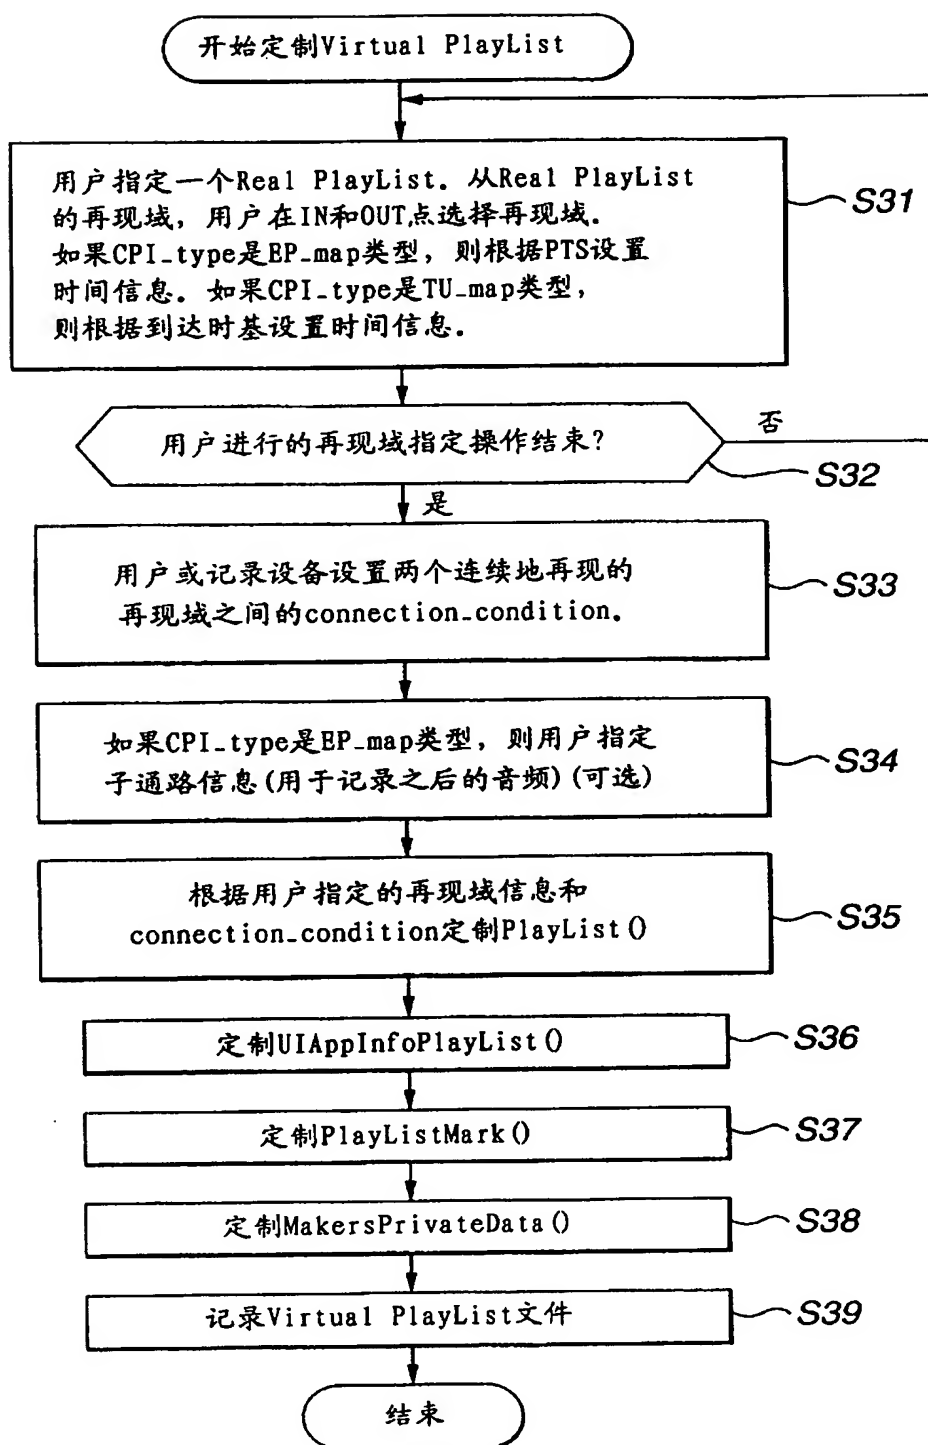 开始定制Virtual PlayList
用户指定一个Real PlayList。从Real PlayList
的再现域，用户在IN和OUT点选择再现域。
如果CPI_type是EP_map类型，则根据PTS设置
时间信息。如果CPI_type是TU_map类型，
则根据到达时基设置时间信息。
S31
用户进行的再现域指定操作结束?
否
S32
是
用户或记录设备设置两个连续地再现的
再现域之间的connection_condition。
S33
如果CPI_type是EP_map类型，则用户指定
子通路信息(用于记录之后的音频)(可选)
S34
根据用户指定的再现域信息和
connection_condition定制PlayList()
S35
定制UIAppInfoPlayList()
S36
定制PlayListMark()
S37
定制MakersPrivateData()
S38
记录Virtual PlayList文件
S39
结束